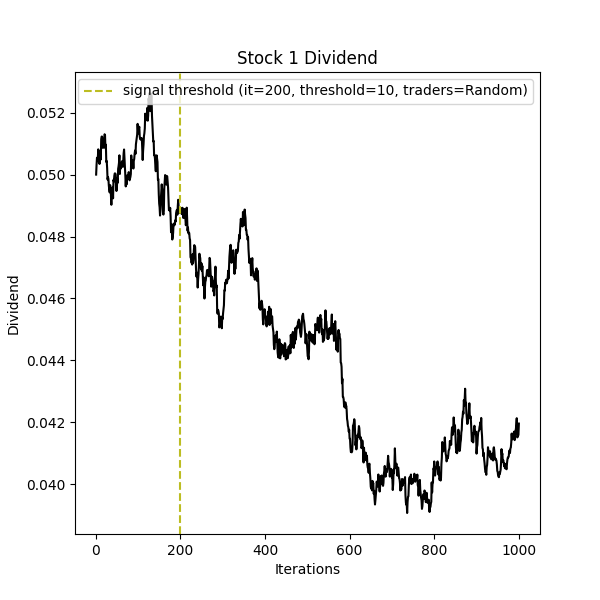 Stock 1 Dividend
signal threshold (it=200, threshold=10, traders=Random)
0.052
0.050
0.048
0.046
0.044
0.042
0.040
Dividend
0 200 400 600 800 1000
Iterations